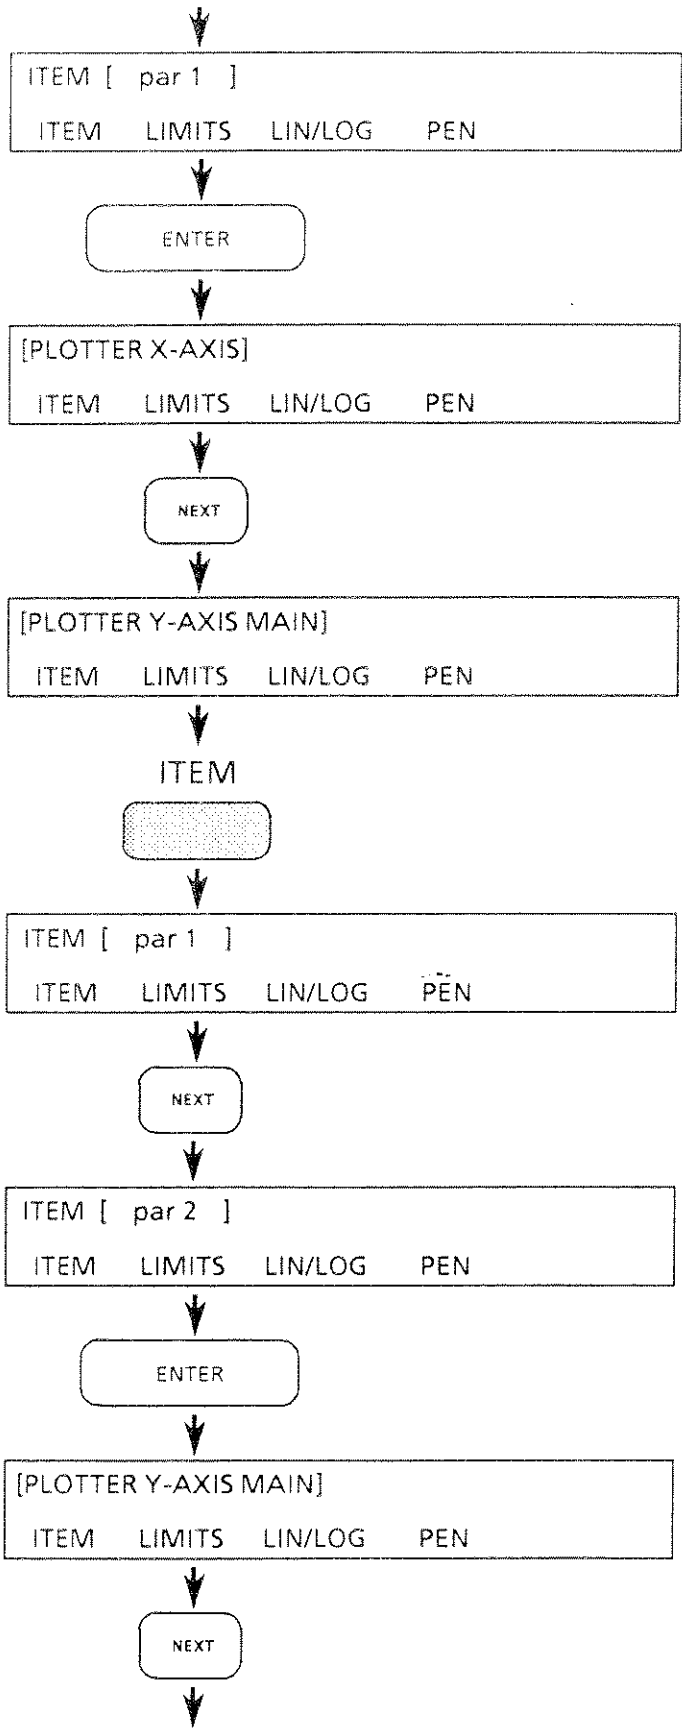 ITEM [ par 1 ]
ITEM LIMITS LIN/LOG PEN
ENTER
[PLOTTER X-AXIS]
ITEM LIMITS LIN/LOG PEN
NEXT
[PLOTTER Y-AXIS MAIN]
ITEM LIMITS LIN/LOG PEN
ITEM
ITEM [ par 1 ]
ITEM LIMITS LIN/LOG PEN
NEXT
ITEM [ par 2 ]
ITEM LIMITS LIN/LOG PEN
ENTER
[PLOTTER Y-AXIS MAIN]
ITEM LIMITS LIN/LOG PEN
NEXT